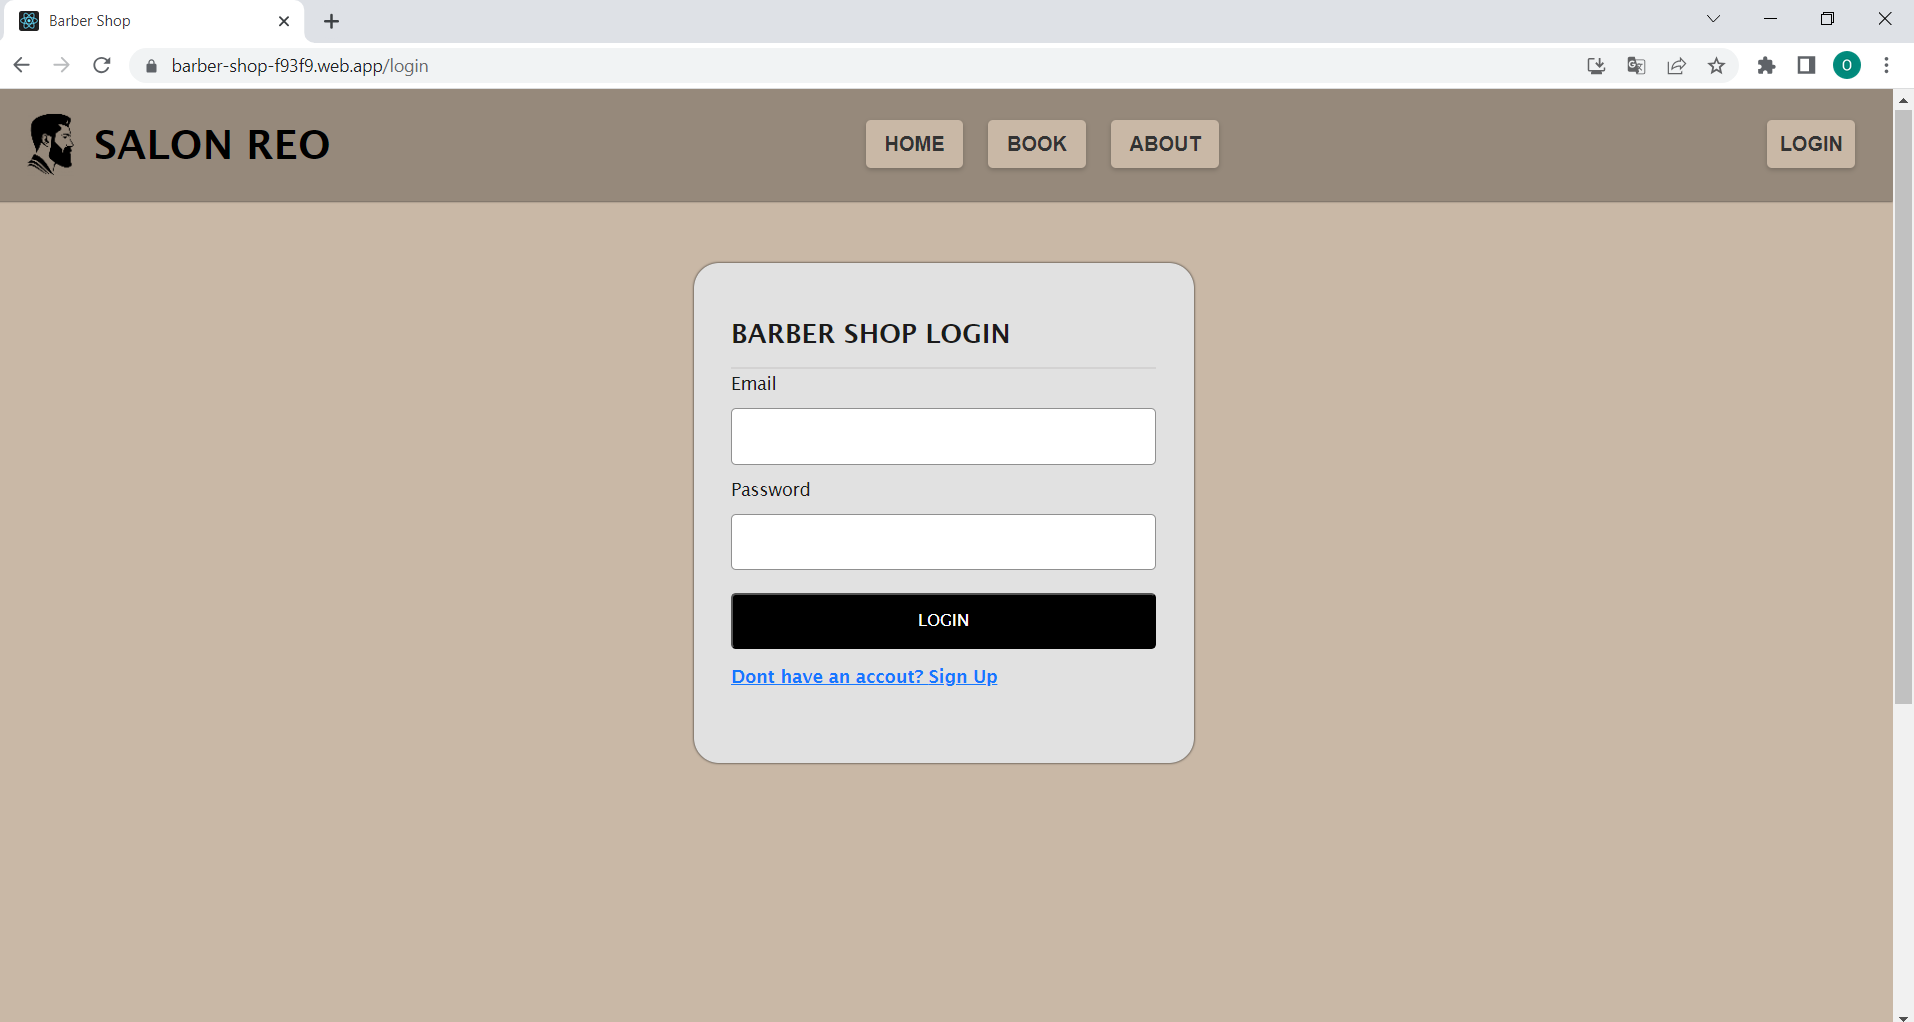 Barber Shop
barber-shop-f93f9.web.app/login
O
SALON REO
HOME
BOOK
ABOUT
LOGIN
BARBER SHOP LOGIN
Email
Password
LOGIN
Dont have an accout? Sign Up